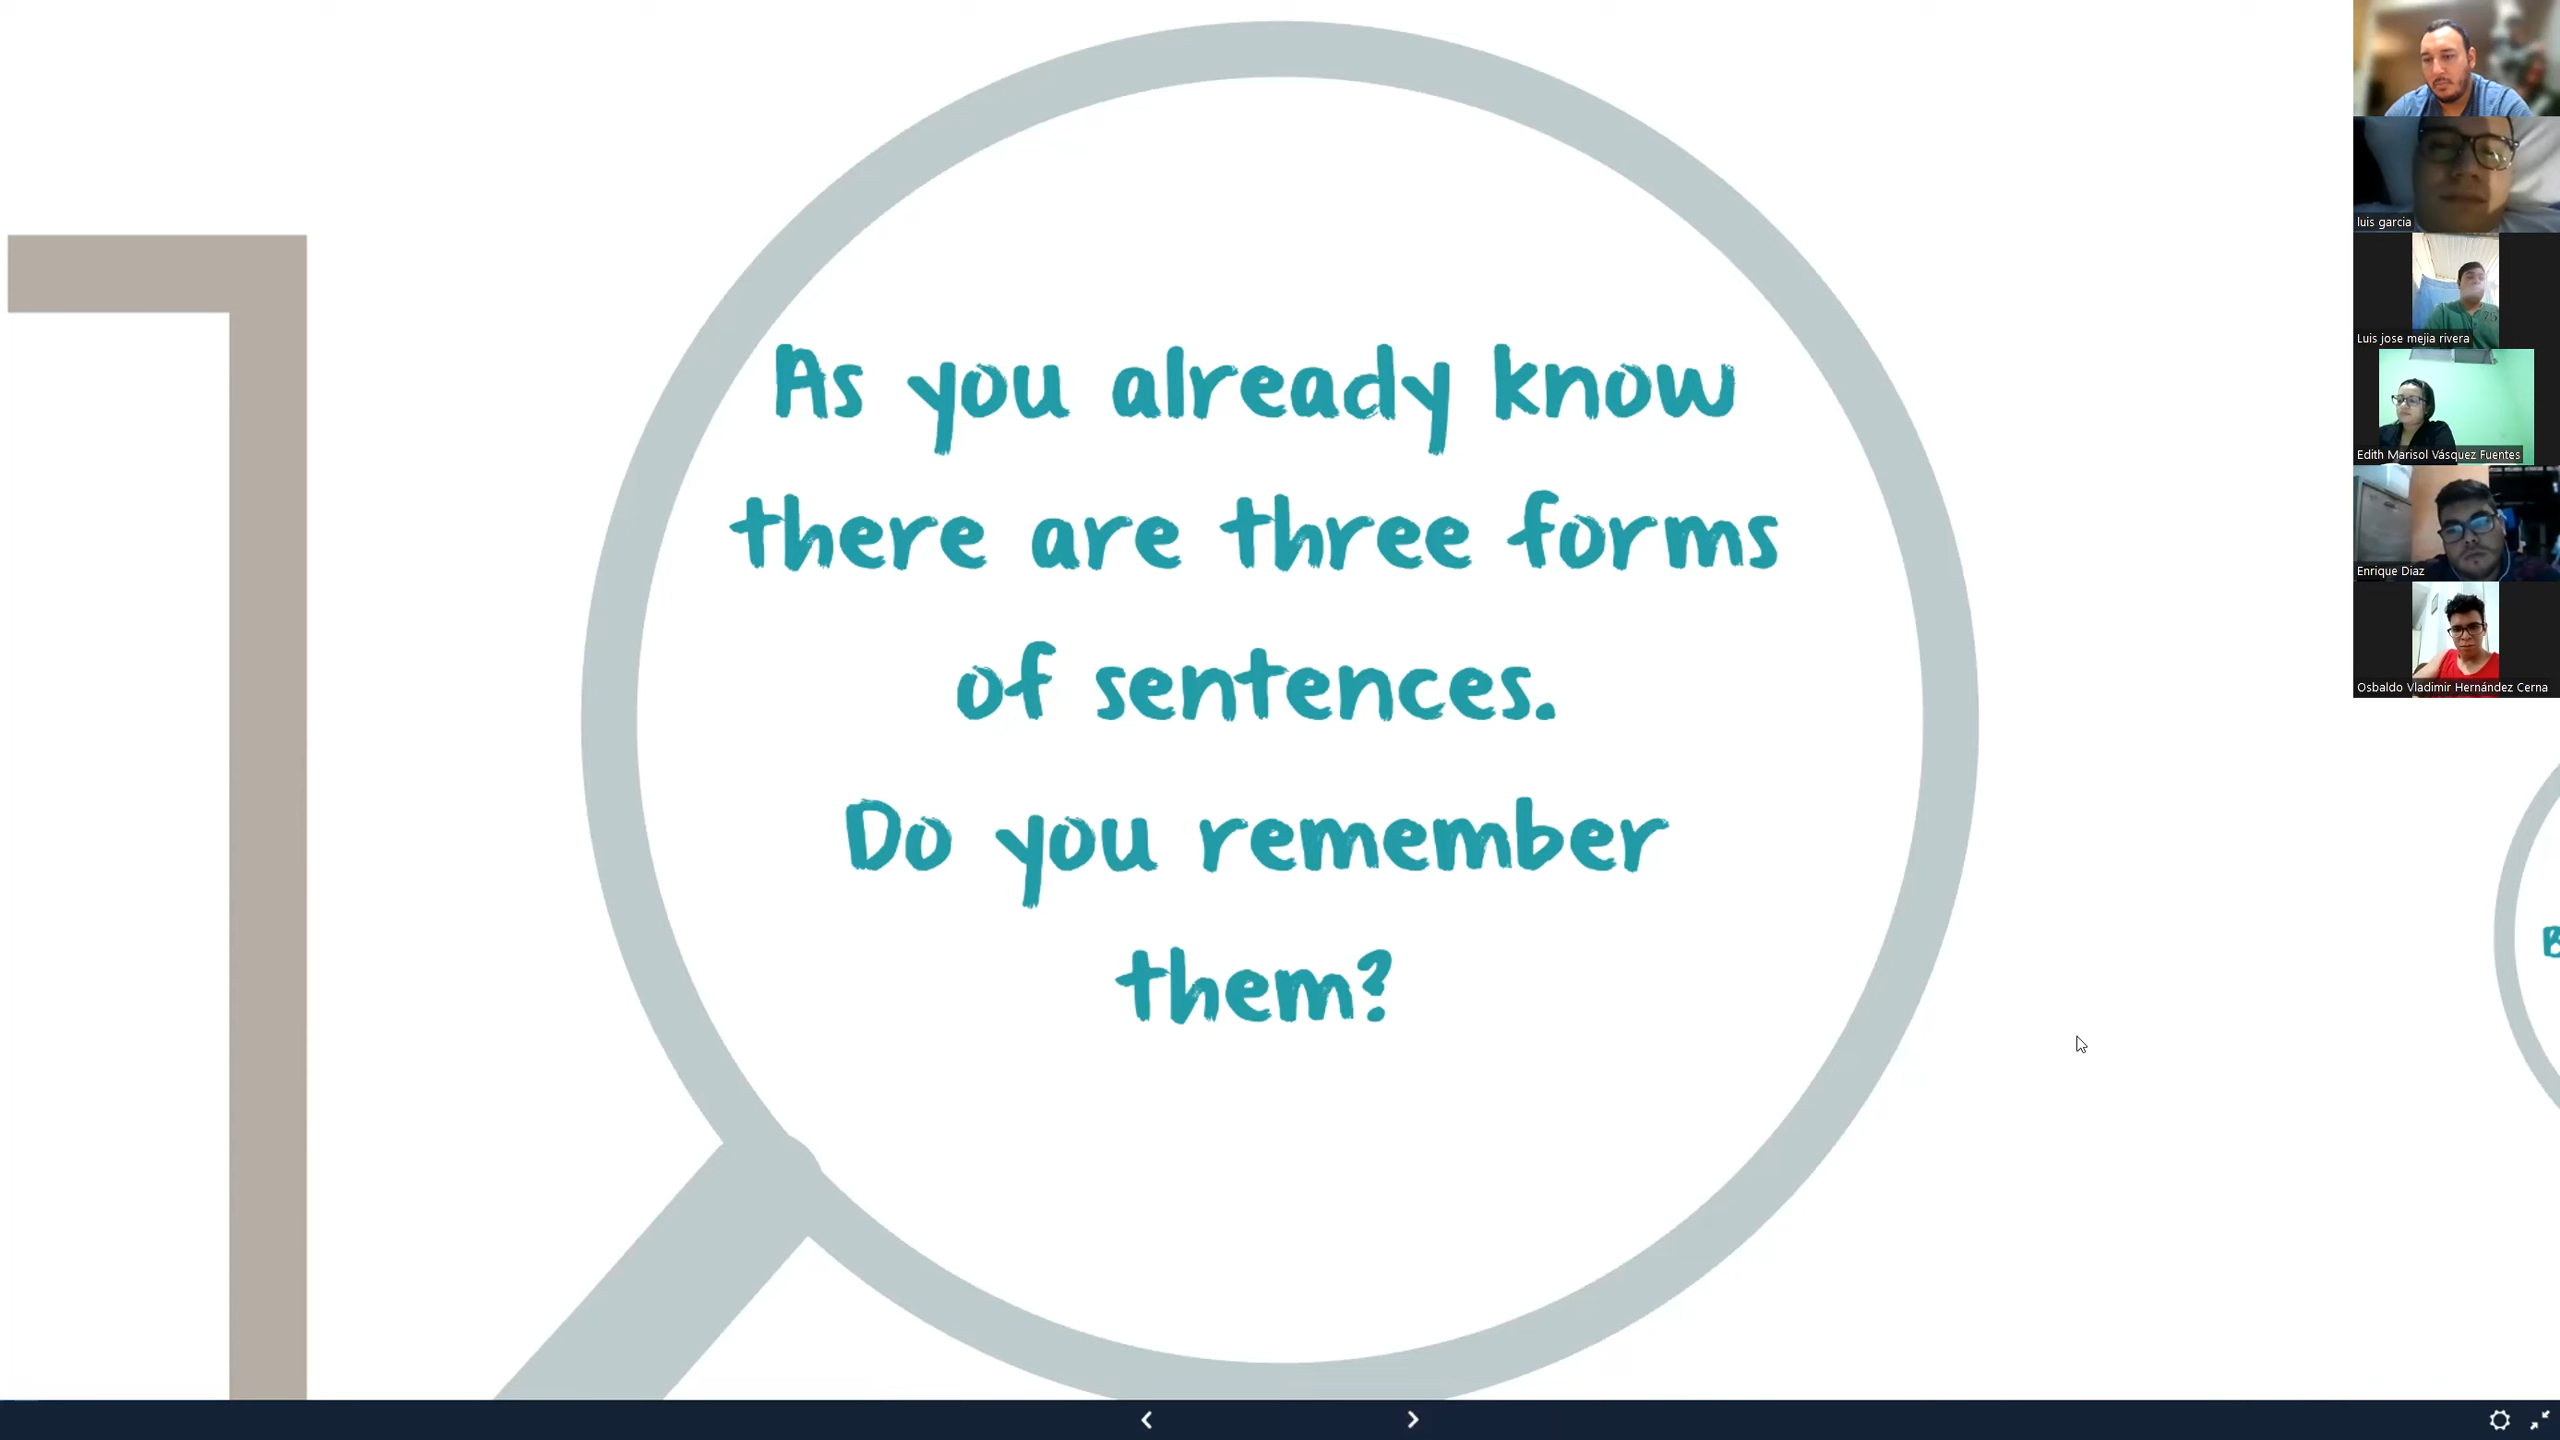 As you already know
there are three forms
of sentences.
Do you remember
them?
luis garcia
Luis jose mejia rivera
Edith Marisol Vásquez Fuentes
Enrique Diaz
Osbaldo Vladimir Hernández Cerna